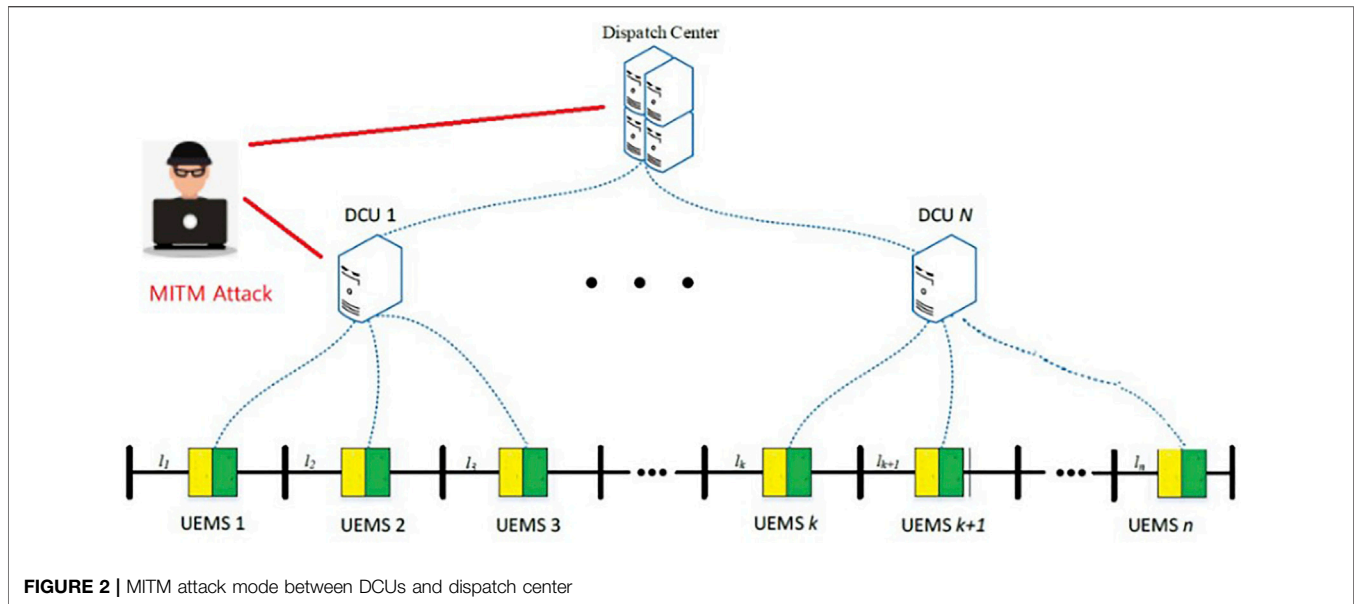 Dispatch Center
DCU 1
DCU N
MITM Attack
l1 l2 l3 lk lk+1 ln
UEMS 1 UEMS 2 UEMS 3 UEMS k UEMS k+1 UEMS n
FIGURE 2 | MITM attack mode between DCUs and dispatch center